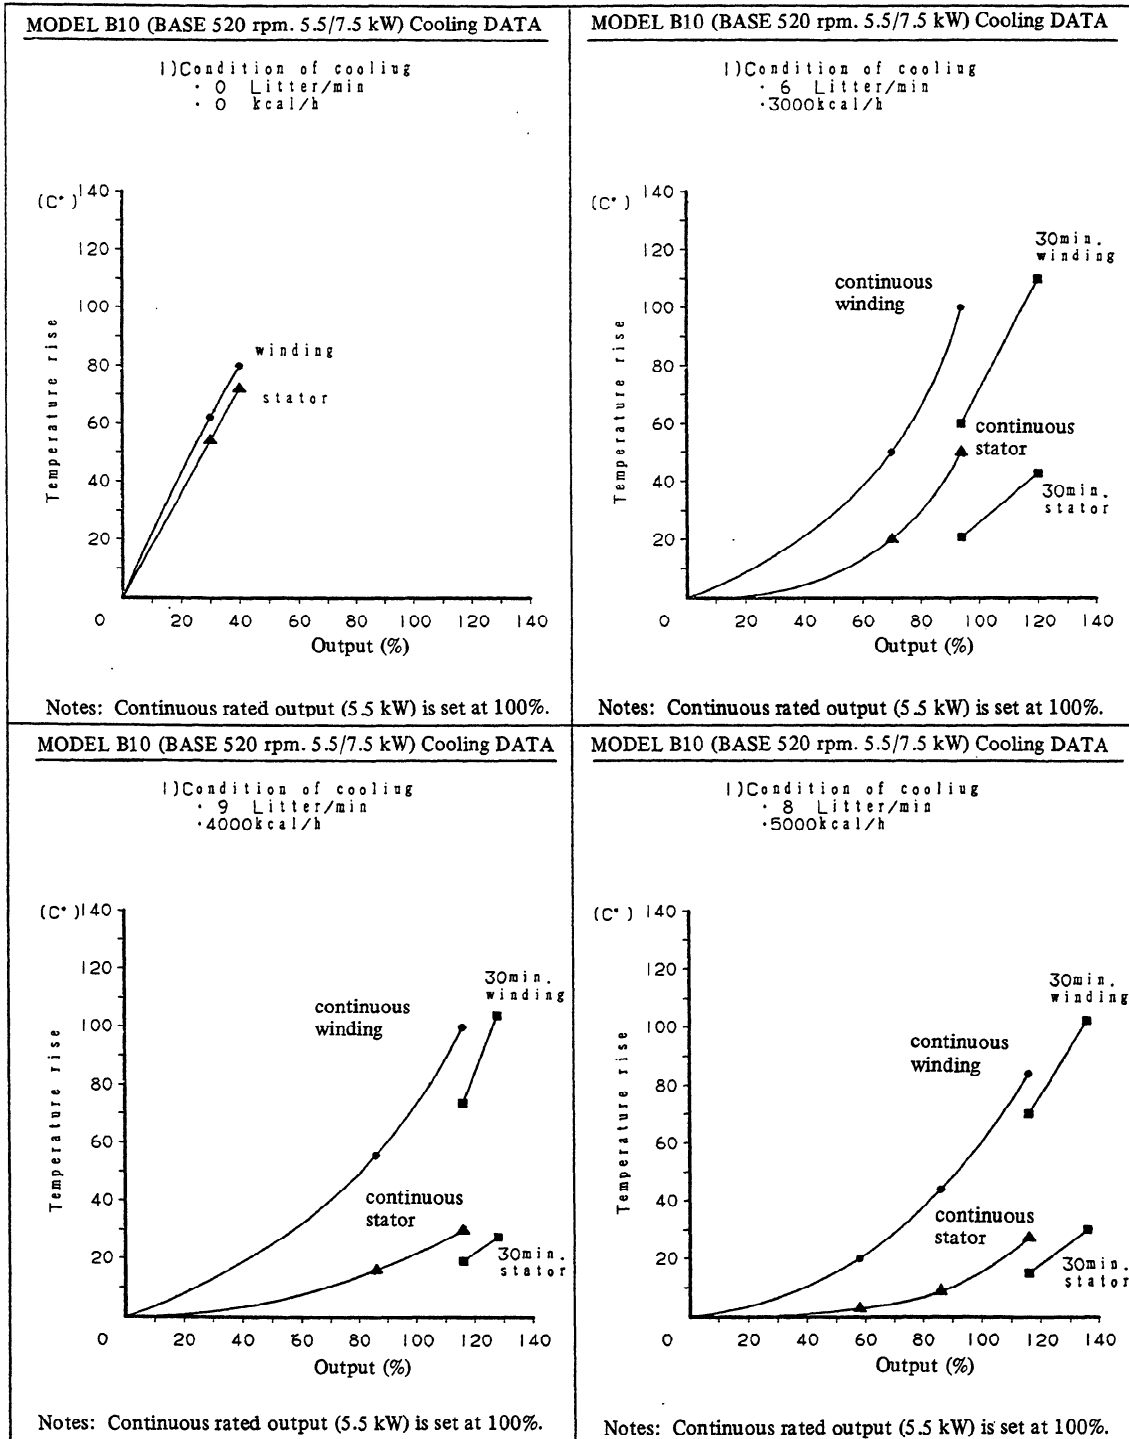 MODEL B10 (BASE 520 rpm. 5.5/7.5 kW) Cooling DATA
1)Condition of cooling
· 0 Litter/min
· 0 kcal/h
(C°)
140
120
100
80
60
40
20
Temperature rise
winding
stator
0 20 40 60 80 100 120 140
Output (%)
Notes: Continuous rated output (5.5 kW) is set at 100%.
MODEL B10 (BASE 520 rpm. 5.5/7.5 kW) Cooling DATA
1)Condition of cooling
· 6 Litter/min
·3000kcal/h
(C°)
140
120
100
80
60
40
20
Temperature rise
continuous
winding
30min.
winding
continuous
stator
30min.
stator
0 20 40 60 80 100 120 140
Output (%)
Notes: Continuous rated output (5.5 kW) is set at 100%.
MODEL B10 (BASE 520 rpm. 5.5/7.5 kW) Cooling DATA
1)Condition of cooling
· 9 Litter/min
·4000kcal/h
(C°)
140
120
100
80
60
40
20
Temperature rise
continuous
winding
30min.
winding
continuous
stator
30min.
stator
0 20 40 60 80 100 120 140
Output (%)
Notes: Continuous rated output (5.5 kW) is set at 100%.
MODEL B10 (BASE 520 rpm. 5.5/7.5 kW) Cooling DATA
1)Condition of cooling
· 8 Litter/min
·5000kcal/h
(C°)
140
120
100
80
60
40
20
Temperature rise
continuous
winding
30min.
winding
continuous
stator
30min.
stator
0 20 40 60 80 100 120 140
Output (%)
Notes: Continuous rated output (5.5 kW) is set at 100%.